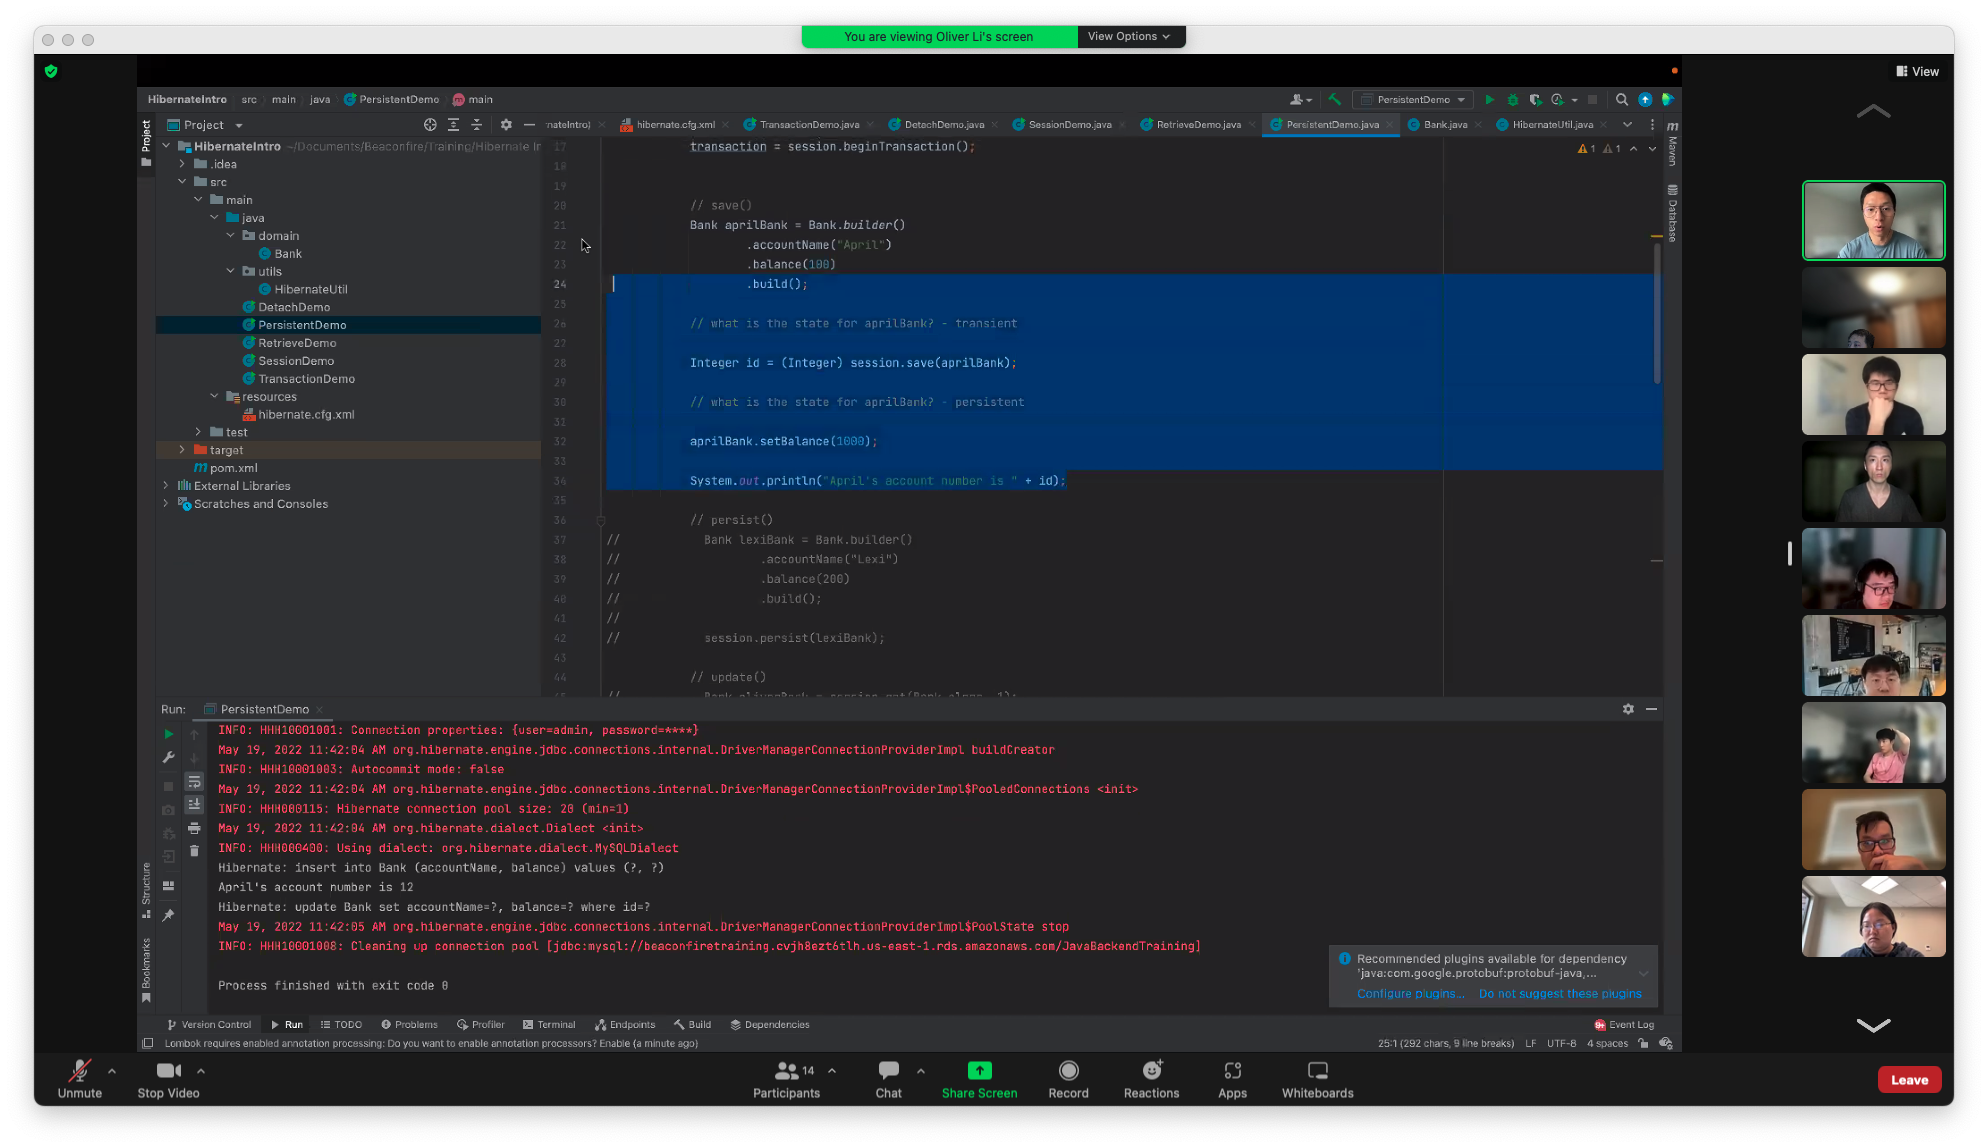 You are viewing Oliver Li's screen
View Options
View
HibernateIntro src main java PersistentDemo main
PersistentDemo
Project
nateIntro) hibernate.cfg.xml TransactionDemo.java DetachDemo.java SessionDemo.java RetrieveDemo.java PersistentDemo.java Bank.java HibernateUtil.java
Project
Maven
Database
HibernateIntro ~/Documents/Beaconfire/Training/Hibernate In
.idea
src
main
java
domain
Bank
utils
HibernateUtil
DetachDemo
PersistentDemo
RetrieveDemo
SessionDemo
TransactionDemo
resources
hibernate.cfg.xml
test
target
pom.xml
External Libraries
Scratches and Consoles
1 1
17 transaction = session.beginTransaction();
18
19
20 // save()
21 Bank aprilBank = Bank.builder()
22 .accountName("April")
23 .balance(100)
24 .build();
25
26 // what is the state for aprilBank? - transient
27
28 Integer id = (Integer) session.save(aprilBank);
29
30 // what is the state for aprilBank? - persistent
31
32 aprilBank.setBalance(1000);
33
34 System.out.println("April's account number is " + id);
35
36 // persist()
37 // Bank lexiBank = Bank.builder()
38 // .accountName("Lexi")
39 // .balance(200)
40 // .build();
41 //
42 // session.persist(lexiBank);
43
44 // update()
Run: PersistentDemo
INFO: HHH10001001: Connection properties: {user=admin, password=****}
May 19, 2022 11:42:04 AM org.hibernate.engine.jdbc.connections.internal.DriverManagerConnectionProviderImpl buildCreator
INFO: HHH10001003: Autocommit mode: false
May 19, 2022 11:42:04 AM org.hibernate.engine.jdbc.connections.internal.DriverManagerConnectionProviderImpl$PooledConnections <init>
INFO: HHH000115: Hibernate connection pool size: 20 (min=1)
May 19, 2022 11:42:04 AM org.hibernate.dialect.Dialect <init>
INFO: HHH000400: Using dialect: org.hibernate.dialect.MySQLDialect
Hibernate: insert into Bank (accountName, balance) values (?, ?)
April's account number is 12
Hibernate: update Bank set accountName=?, balance=? where id=?
May 19, 2022 11:42:05 AM org.hibernate.engine.jdbc.connections.internal.DriverManagerConnectionProviderImpl$PoolState stop
INFO: HHH10001008: Cleaning up connection pool [jdbc:mysql://beaconfiretraining.cvjh8ezt6tlh.us-east-1.rds.amazonaws.com/JavaBackendTraining]
Process finished with exit code 0
Structure
Bookmarks
Recommended plugins available for dependency
'java:com.google.protobuf:protobuf-java,...
Configure plugins... Do not suggest these plugins
Version Control Run TODO Problems Profiler Terminal Endpoints Build Dependencies
9+ Event Log
Lombok requires enabled annotation processing: Do you want to enable annotation processors? Enable (a minute ago)
25:1 (292 chars, 9 line breaks) LF UTF-8 4 spaces
Unmute Stop Video
14
Participants Chat Share Screen Record Reactions Apps Whiteboards
Leave